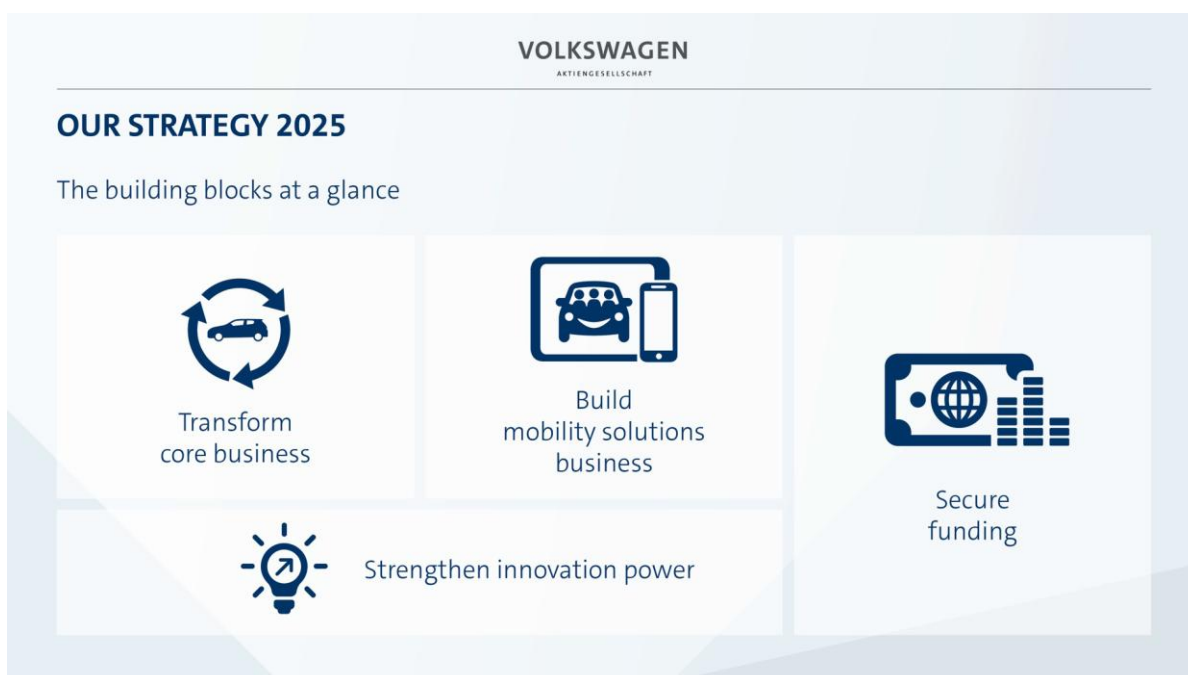 VOLKSWAGEN
AKTIENGESELLSCHAFT
OUR STRATEGY 2025
The building blocks at a glance
Transform
core business
Build
mobility solutions
business
Secure
funding
Strengthen innovation power